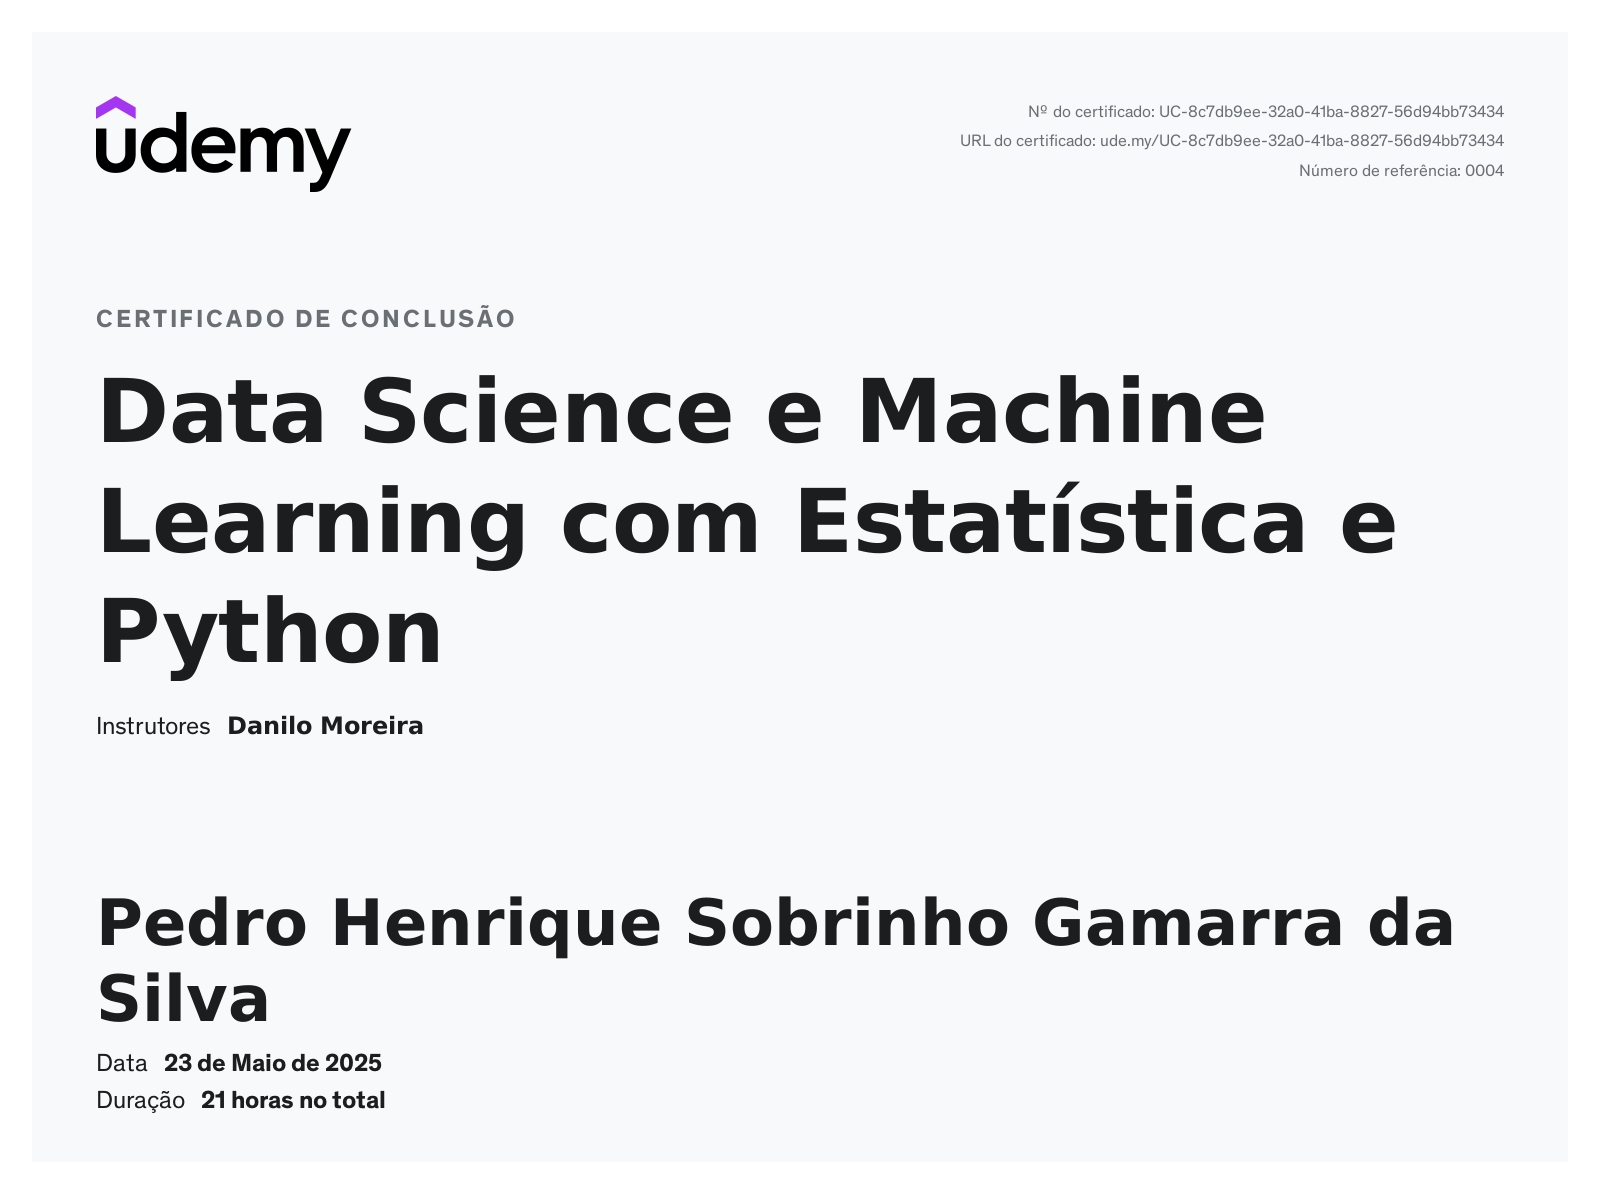 udemy
Nº do certificado: UC-8c7db9ee-32a0-41ba-8827-56d94bb73434
URL do certificado: ude.my/UC-8c7db9ee-32a0-41ba-8827-56d94bb73434
Número de referência: 0004
CERTIFICADO DE CONCLUSÃO
Data Science e Machine
Learning com Estatística e
Python
Instrutores Danilo Moreira
Pedro Henrique Sobrinho Gamarra da
Silva
Data 23 de Maio de 2025
Duração 21 horas no total